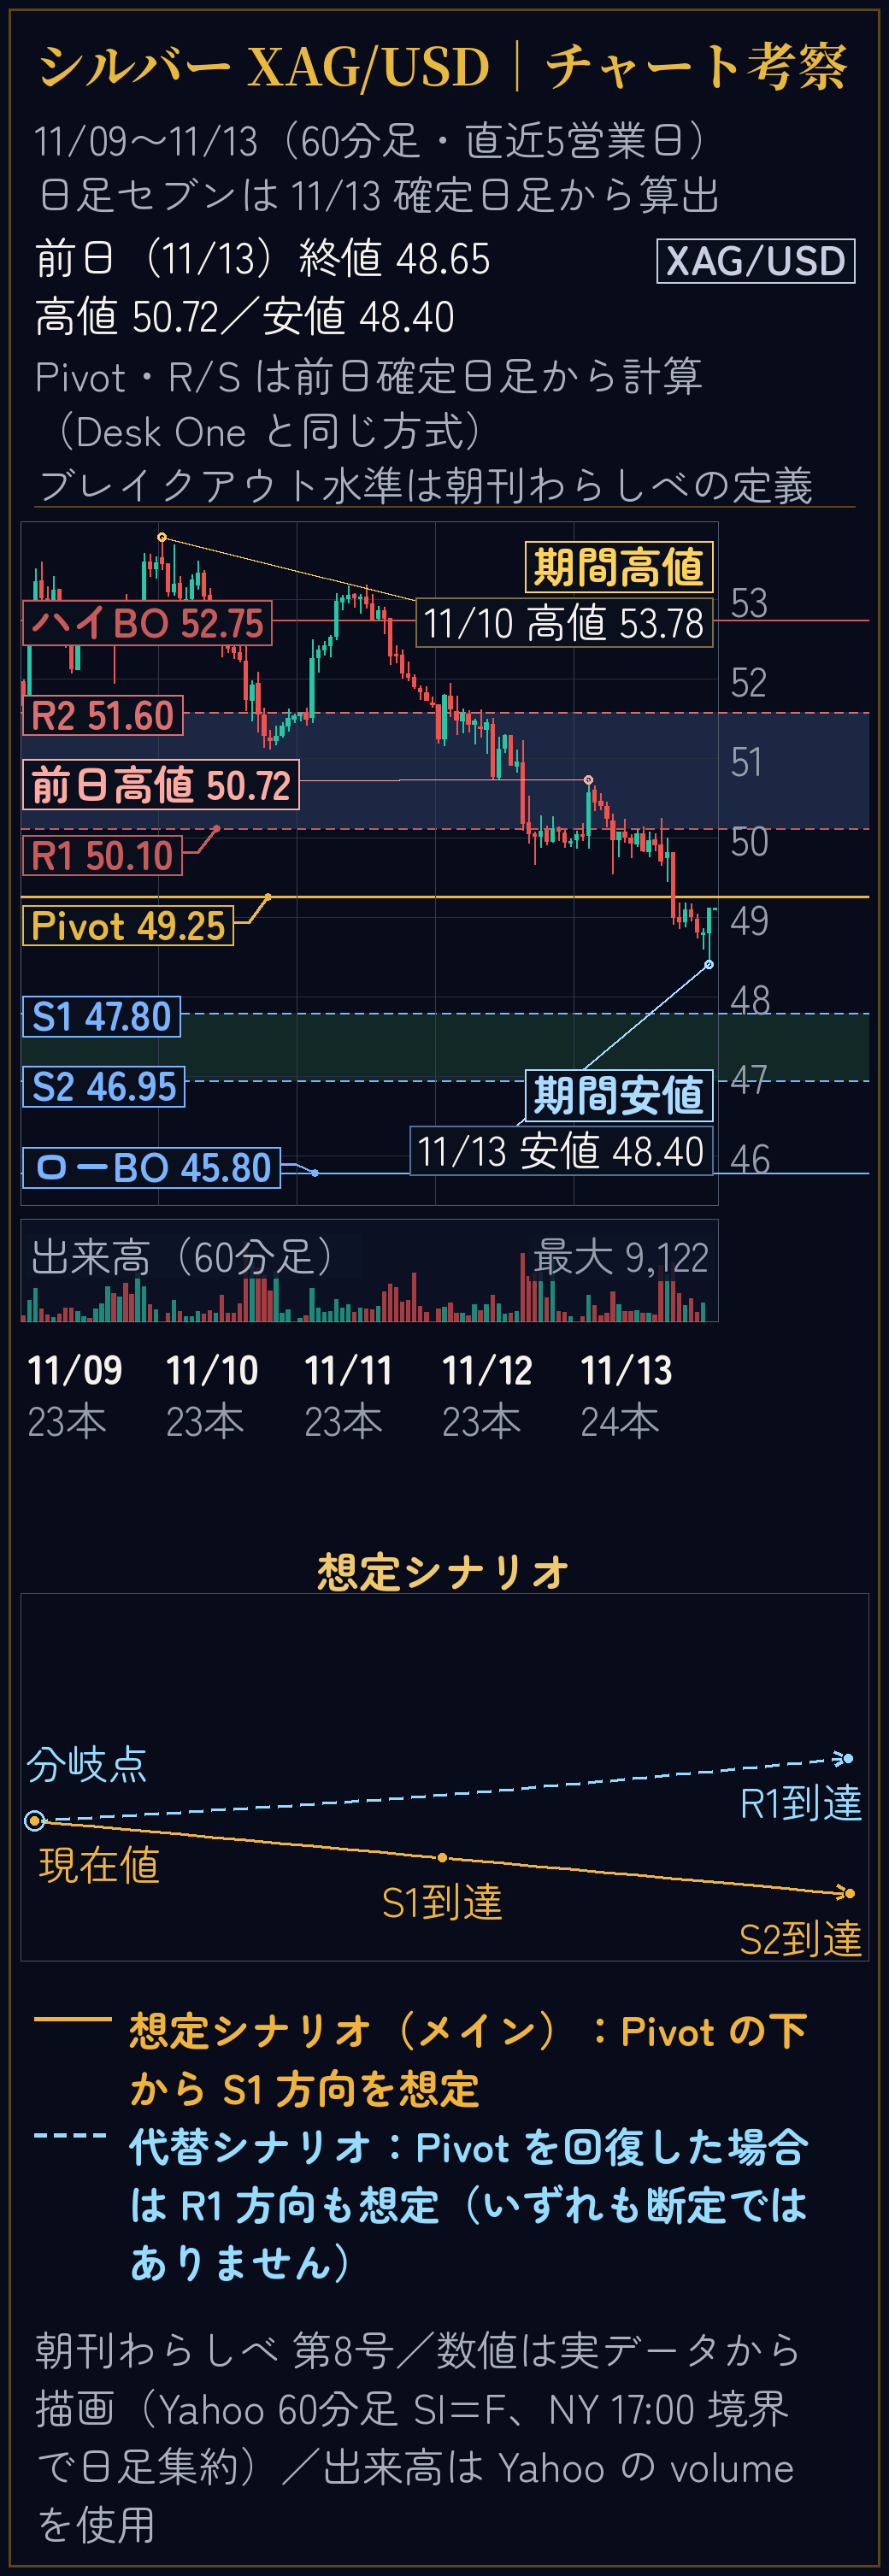 シルバー XAG/USD｜チャート考察
11/09〜11/13（60分足・直近5営業日）
日足セブンは 11/13 確定日足から算出
前日（11/13）終値 48.65
XAG/USD
高値 50.72／安値 48.40
Pivot・R/S は前日確定日足から計算
（Desk One と同じ方式）
ブレイクアウト水準は朝刊わらしべの定義
期間高値
11/10 高値 53.78
ハイBO 52.75
R2 51.60
前日高値 50.72
R1 50.10
Pivot 49.25
S1 47.80
S2 46.95
ローBO 45.80
期間安値
11/13 安値 48.40
53
52
51
50
49
48
47
46
出来高（60分足）
最大 9,122
11/09 11/10 11/11 11/12 11/13
23本 23本 23本 23本 24本
想定シナリオ
分岐点
R1到達
現在値
S1到達
S2到達
想定シナリオ（メイン）：Pivot の下
から S1 方向を想定
代替シナリオ：Pivot を回復した場合
は R1 方向も想定（いずれも断定では
ありません）
朝刊わらしべ 第8号／数値は実データから
描画（Yahoo 60分足 SI=F、NY 17:00 境界
で日足集約）／出来高は Yahoo の volume
を使用